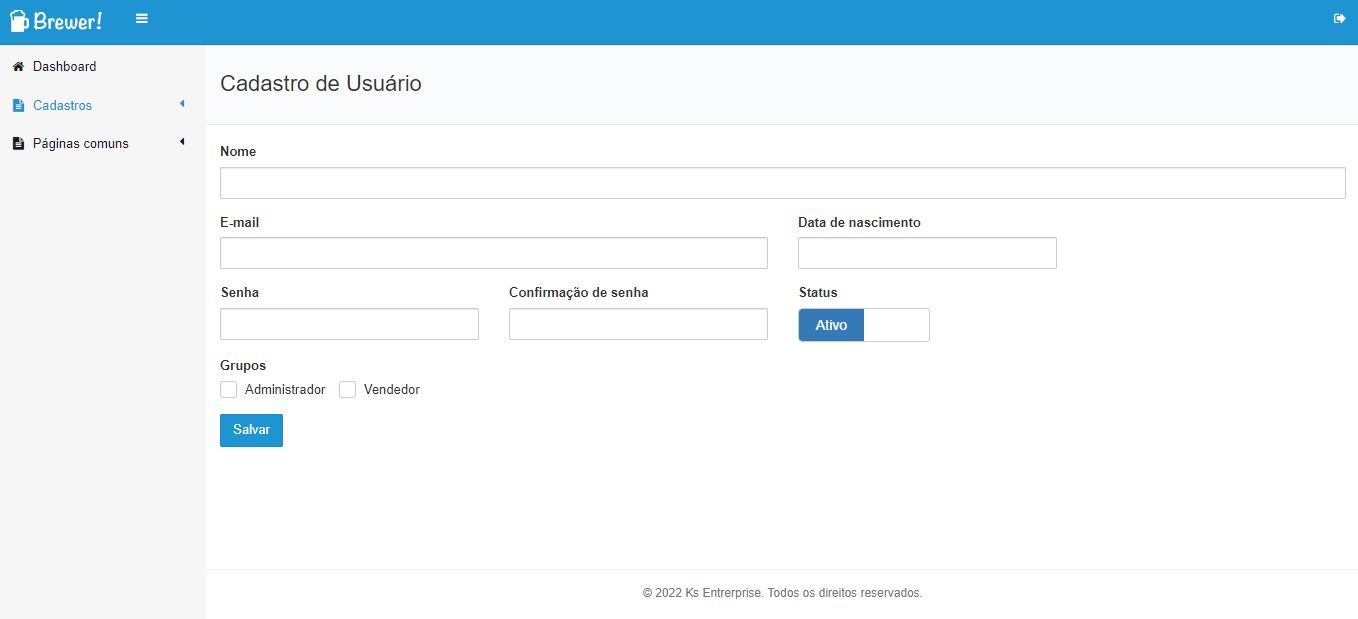 Brewer!
Dashboard
Cadastros
Páginas comuns
Cadastro de Usuário
Nome
E-mail
Data de nascimento
Senha
Confirmação de senha
Status
Ativo
Grupos
Administrador
Vendedor
Salvar
© 2022 Ks Entrerprise. Todos os direitos reservados.